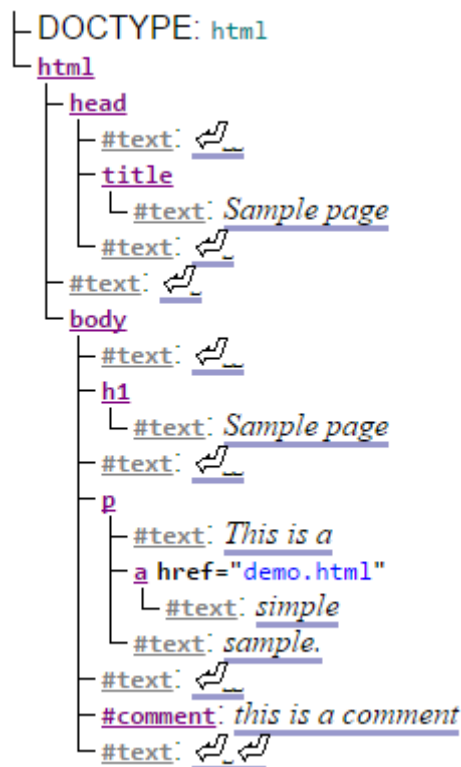 DOCTYPE: html
html
head
#text: ⏎␣␣
title
#text: Sample page
#text: ⏎␣
#text: ⏎␣
body
#text: ⏎␣␣
h1
#text: Sample page
#text: ⏎␣␣
p
#text: This is a
a href="demo.html"
#text: simple
#text: sample.
#text: ⏎␣␣
#comment: this is a comment
#text: ⏎␣⏎